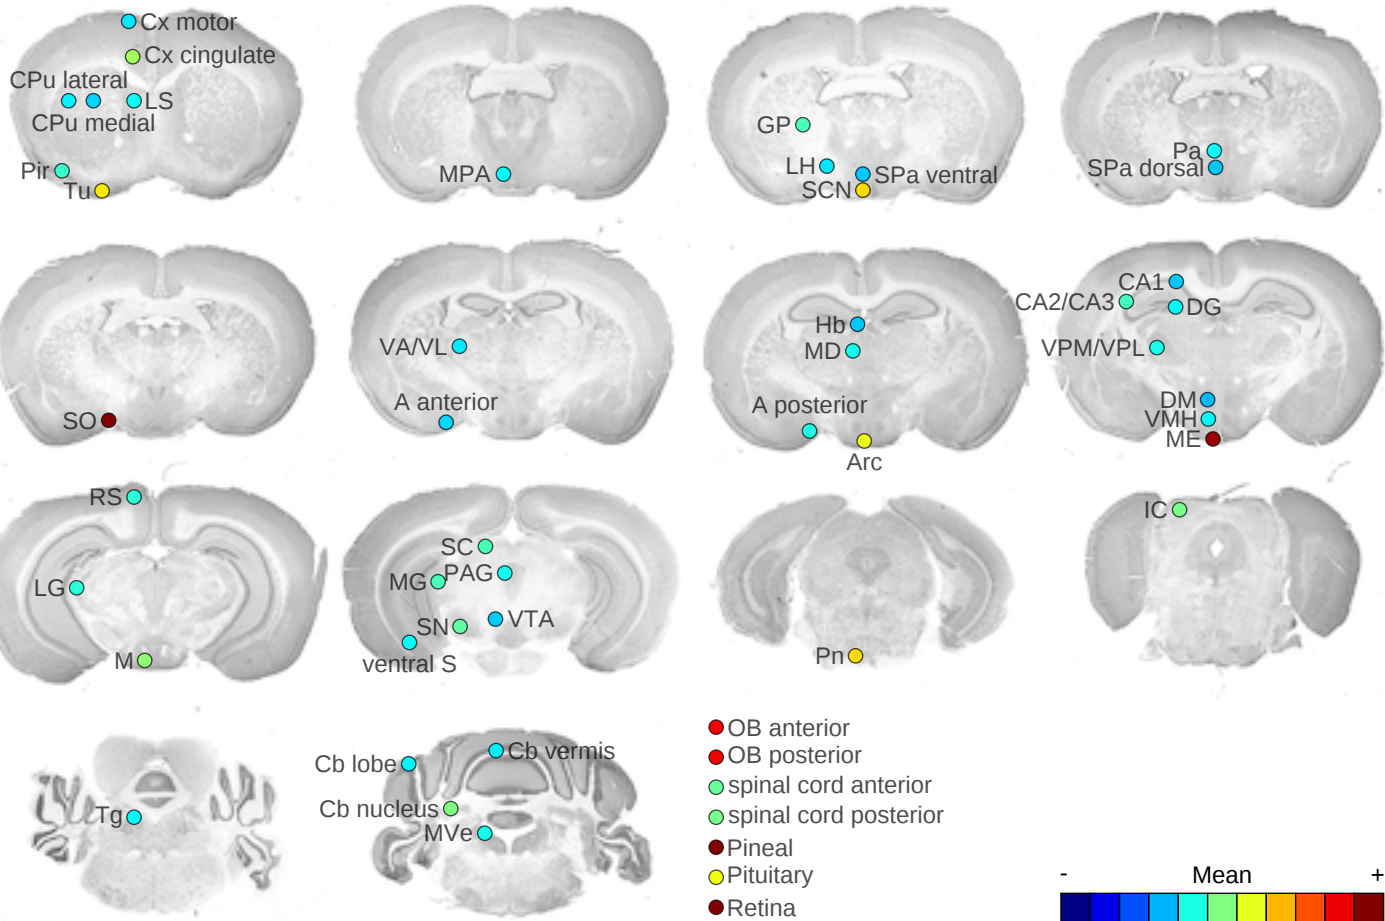 Cx motor
Cx cingulate
CPu lateral
LS
CPu medial
Pir
Tu
MPA
GP
LH
SPa ventral
SCN
Pa
SPa dorsal
SO
VA/VL
A anterior
Hb
MD
A posterior
Arc
CA1
CA2/CA3
DG
VPM/VPL
DM
VMH
ME
RS
LG
M
SC
MG
PAG
SN
VTA
ventral S
Pn
IC
Tg
Cb lobe
Cb vermis
Cb nucleus
MVe
OB anterior
OB posterior
spinal cord anterior
spinal cord posterior
Pineal
Pituitary
Retina
- Mean +